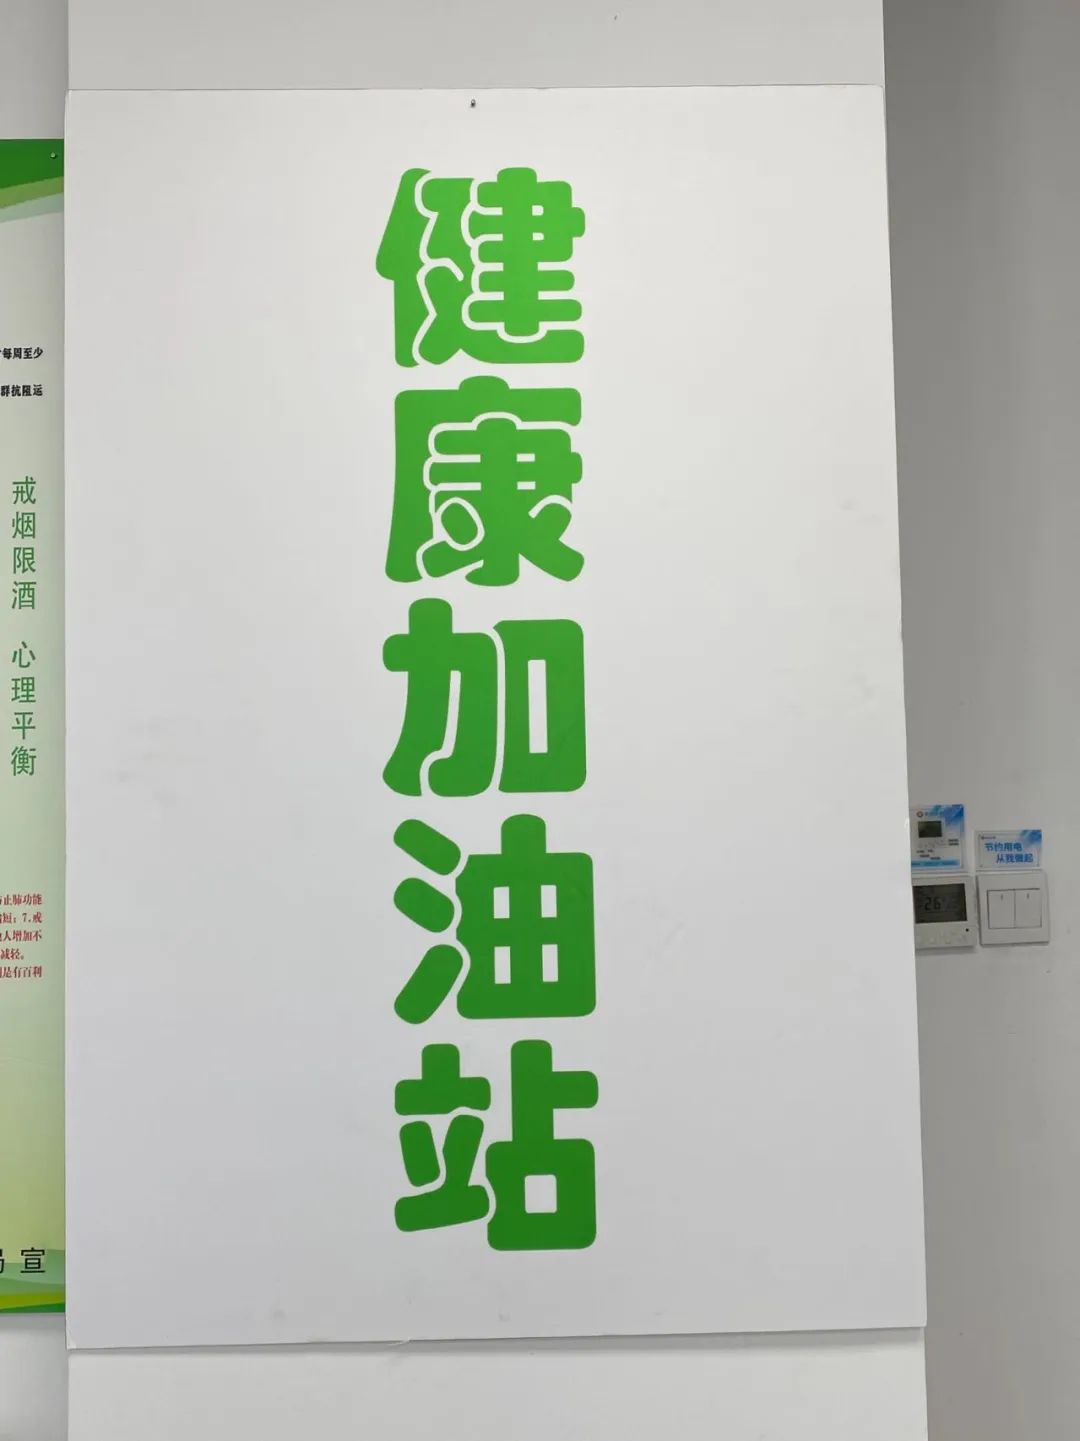 健康加油站
每周至少
群抗阻运
戒烟限酒 心理平衡
止肺功能
短；7.戒
人增加不
减轻。
是有百利
宣
节约用电
从我做起
26